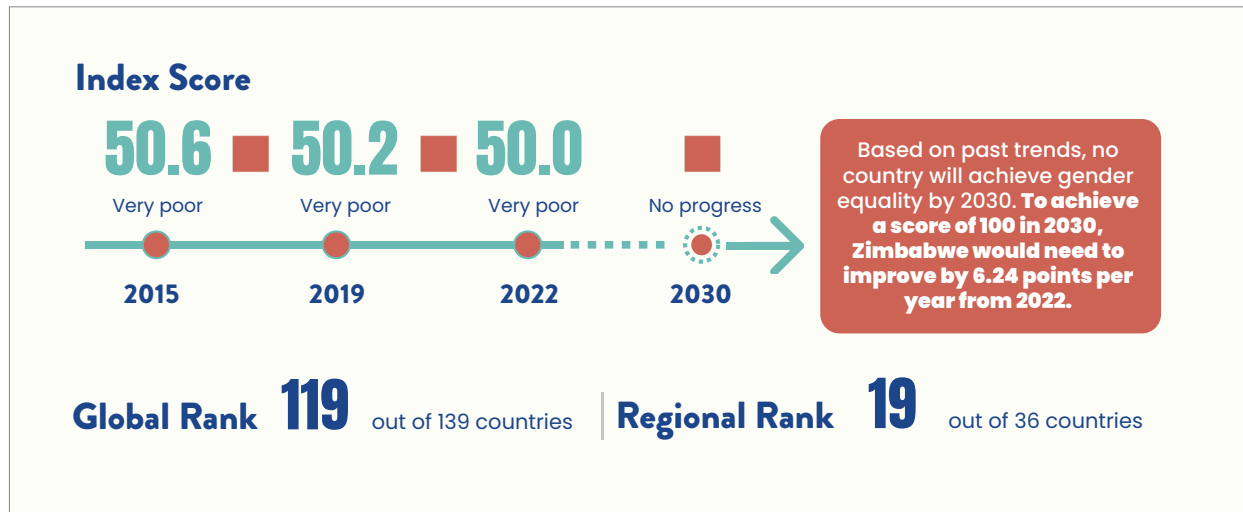 Index Score
50.6 50.2 50.0
Very poor Very poor Very poor No progress
2015 2019 2022 2030
Based on past trends, no
country will achieve gender
equality by 2030. To achieve
a score of 100 in 2030,
Zimbabwe would need to
improve by 6.24 points per
year from 2022.
Global Rank 119 out of 139 countries
Regional Rank 19 out of 36 countries